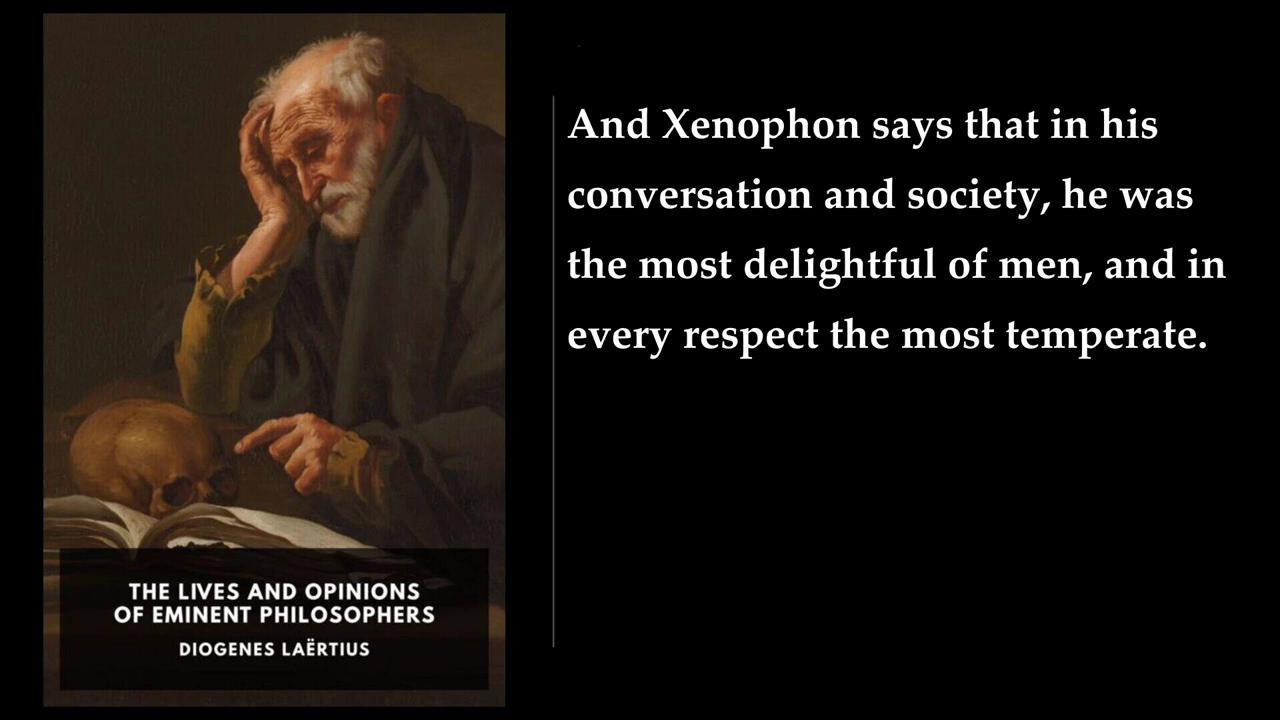 THE LIVES AND OPINIONS
OF EMINENT PHILOSOPHERS
DIOGENES LAËRTIUS
And Xenophon says that in his
conversation and society, he was
the most delightful of men, and in
every respect the most temperate.